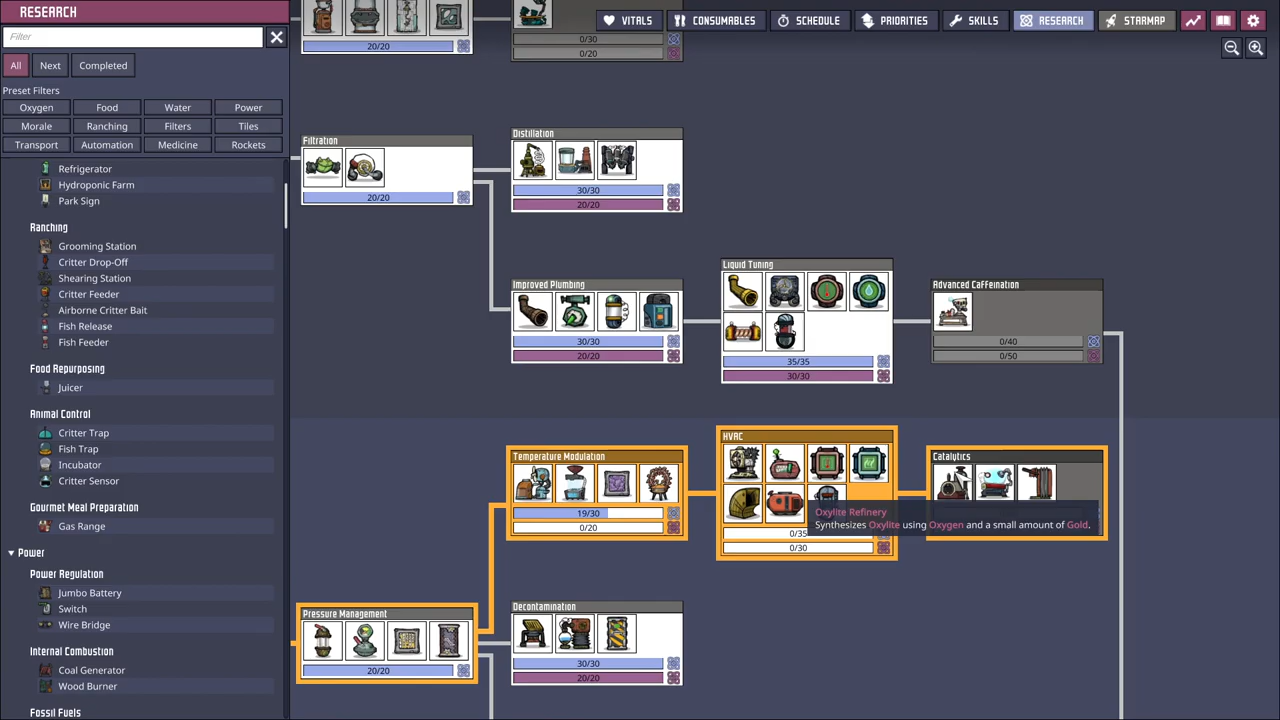 RESEARCH
VITALS
CONSUMABLES
SCHEDULE
PRIORITIES
SKILLS
RESEARCH
STARMAP
Filter
All
Next
Completed
Preset Filters
Oxygen
Food
Water
Power
Morale
Ranching
Filters
Tiles
Transport
Automation
Medicine
Rockets
Refrigerator
Hydroponic Farm
Park Sign
Ranching
Grooming Station
Critter Drop-Off
Shearing Station
Critter Feeder
Airborne Critter Bait
Fish Release
Fish Feeder
Food Repurposing
Juicer
Animal Control
Critter Trap
Fish Trap
Incubator
Critter Sensor
Gourmet Meal Preparation
Gas Range
Power
Power Regulation
Jumbo Battery
Switch
Wire Bridge
Internal Combustion
Coal Generator
Wood Burner
Fossil Fuels
20/20
0/30
0/20
Filtration
20/20
Distillation
30/30
20/20
Improved Plumbing
30/30
20/20
Liquid Tuning
35/35
30/30
Advanced Caffeination
0/40
0/50
Temperature Modulation
19/30
0/20
HVAC
0/35
0/30
Catalytics
Oxylite Refinery
Synthesizes Oxylite using Oxygen and a small amount of Gold.
Pressure Management
20/20
Decontamination
30/30
20/20